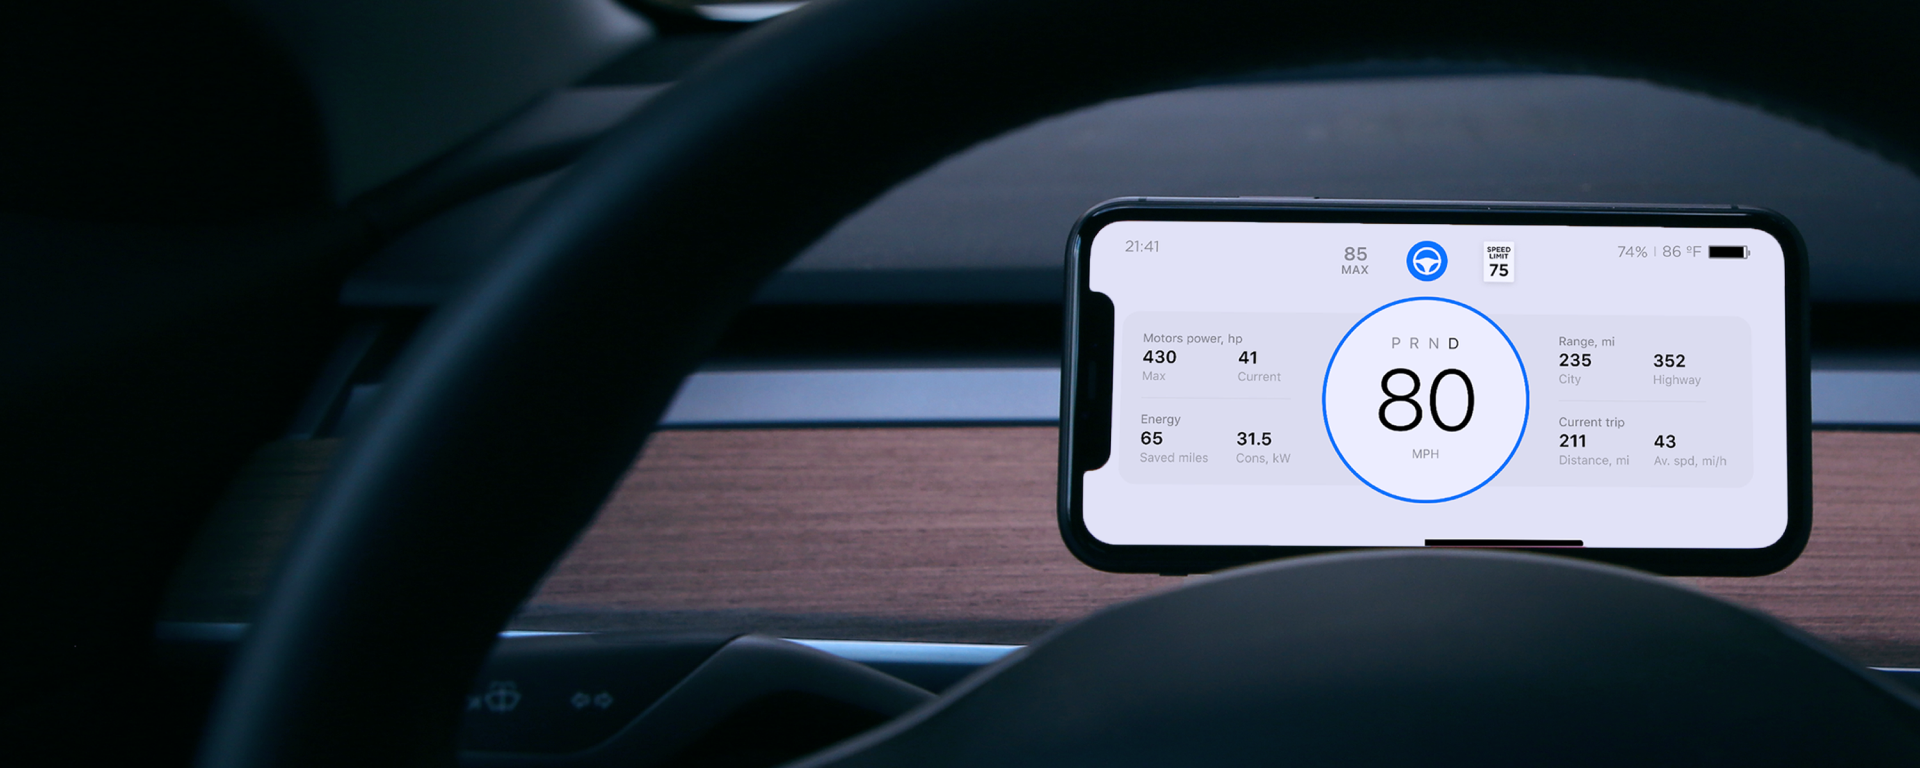 21:41
85
MAX
SPEED
LIMIT
75
74% | 86 ºF
Motors power, hp
430 41
Max Current
Energy
65 31.5
Saved miles Cons, kW
P R N D
80
MPH
Range, mi
235 352
City Highway
Current trip
211 43
Distance, mi Av. spd, mi/h